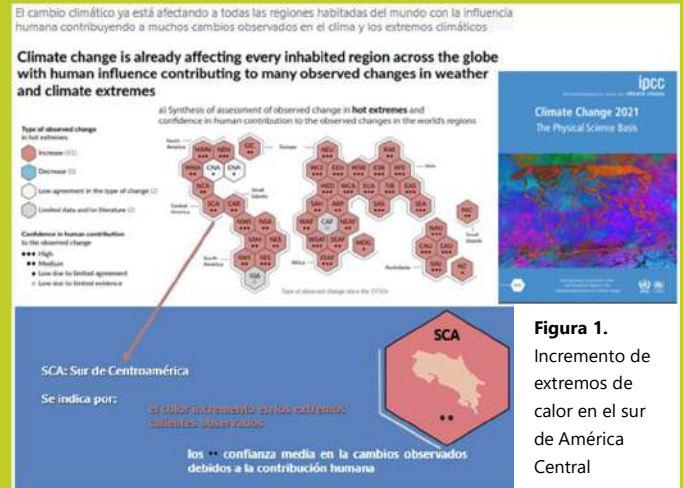 El cambio climático ya está afectando a todas las regiones habitadas del mundo con la influencia
humana contribuyendo a muchos cambios observados en el clima y los extremos climáticos
Climate change is already affecting every inhabited region across the globe
with human influence contributing to many observed changes in weather
and climate extremes
a) Synthesis of assessment of observed change in hot extremes and
confidence in human contribution to the observed changes in the world's regions
Type of observed change
in hot extremes
Increase (41)
Decrease (0)
Low agreement in the type of change (2)
Limited data and/or literature (2)
Confidence in human contribution
to the observed change
●●● High
●● Medium
● Low due to limited agreement
○ Low due to limited evidence
North
America
NWN NEN GIC
WNA CNA ENA
NCA
SCA CAR
Central
America
Small
Islands
NWS NSA
SAM NES
SWS SES
SSA
South
America
Europe
NEU RAR
WCE EEU WSB ESB RFE
MED WCA ECA TIB EAS
SAH ARP SAS SEA
WAF CAF NEAF
WSAF SEAF MDG
ESAF
Asia
Africa
NAU
CAU EAU
SAU NZ
Australasia
PAC
Small
Islands
Type of observed change since the 1950s
ipcc
Climate Change 2021
The Physical Science Basis
SCA: Sur de Centroamérica
Se indica por:
el color incremento en los extremos
calientes observados
los ●● confianza media en la cambios observados
debidos a la contribución humana
SCA
●●
Figura 1.
Incremento de
extremos de
calor en el sur
de América
Central